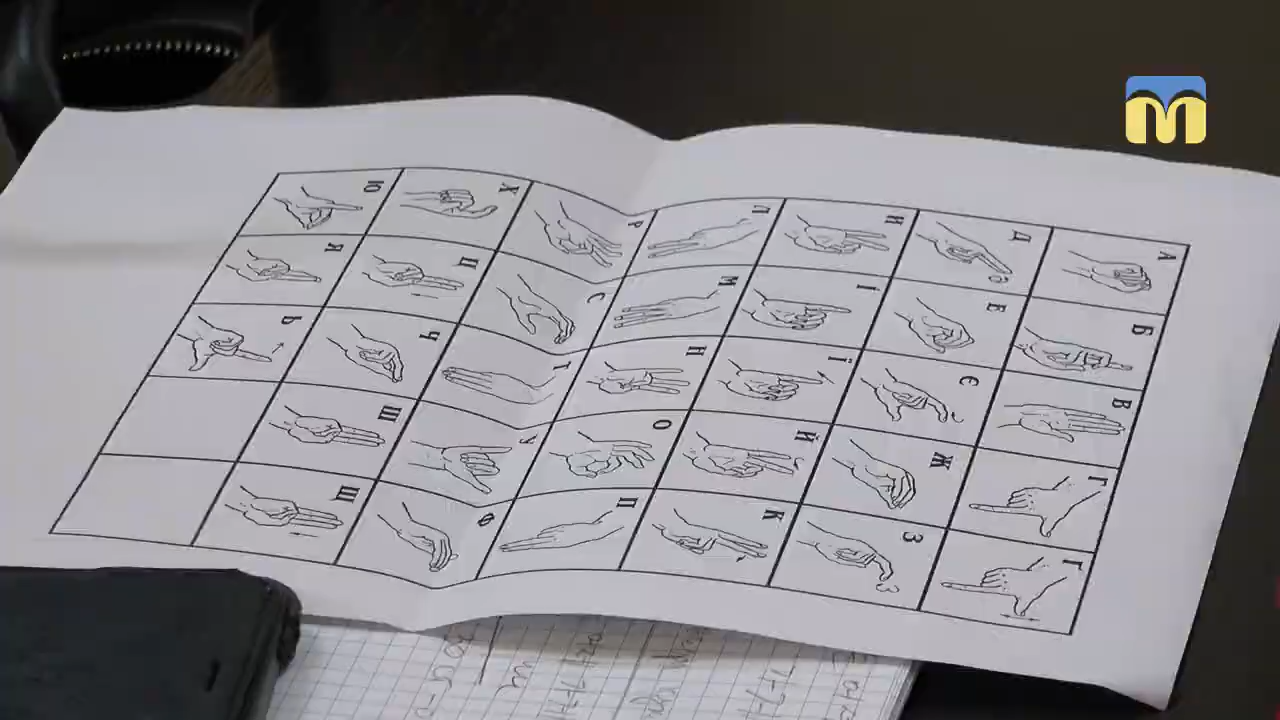 А Б В Г Ґ
Д Е Є Ж З
И І Ї Й К
Л М Н О П
Р С Т У Ф
Х Ц Ч Ш Щ
Ю Я Ь